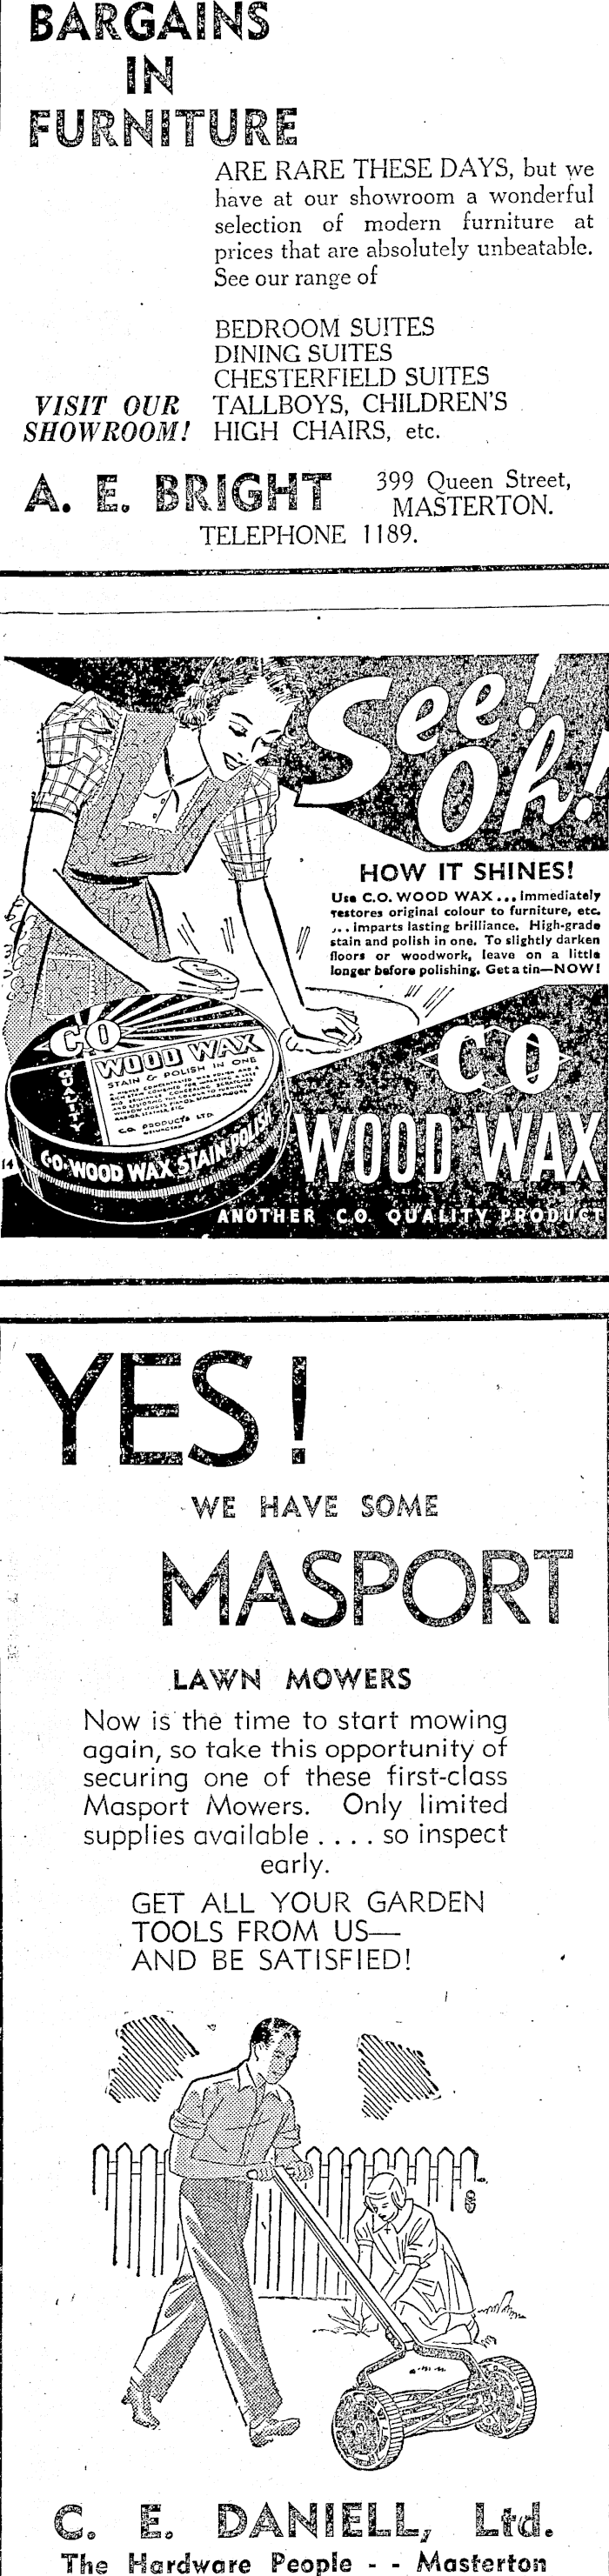 BARGAINS
IN
FURNITURE
ARE RARE THESE DAYS, but we
have at our showroom a wonderful
selection of modern furniture at
prices that are absolutely unbeatable.
See our range of
BEDROOM SUITES
DINING SUITES
CHESTERFIELD SUITES
VISIT OUR TALLBOYS, CHILDREN'S
SHOWROOM! HIGH CHAIRS, etc.
A. E. BRIGHT 399 Queen Street,
MASTERTON.
TELEPHONE 1189.
See!
Oh!
HOW IT SHINES!
Use C.O. WOOD WAX ... Immediately
restores original colour to furniture, etc.
... imparts lasting brilliance. High-grade
stain and polish in one. To slightly darken
floors or woodwork, leave on a little
longer before polishing. Get a tin—NOW!
CO
WOOD WAX
STAIN & POLISH IN ONE
QUALITY
C.O. PRODUCTS LTD.
C·O·WOOD WAX STAIN POLISH
14
CO
WOOD WAX
ANOTHER C.O. QUALITY PRODUCT
YES!
WE HAVE SOME
MASPORT
LAWN MOWERS
Now is the time to start mowing
again, so take this opportunity of
securing one of these first-class
Masport Mowers. Only limited
supplies available .... so inspect
early.
GET ALL YOUR GARDEN
TOOLS FROM US—
AND BE SATISFIED!
C. E. DANIELL, Ltd.
The Hardware People - - Masterton